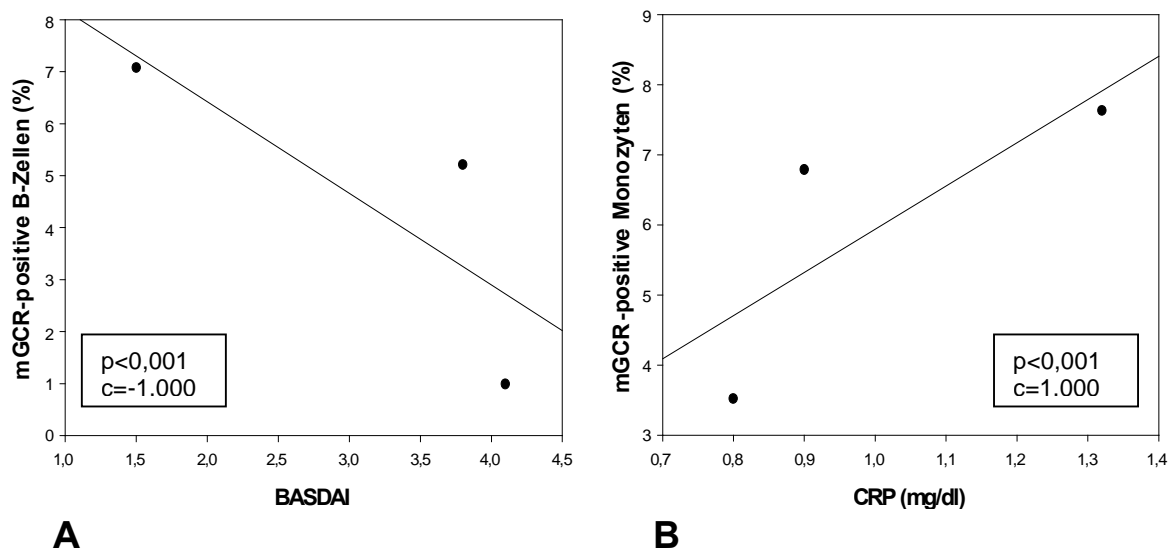 mGCR-positive B-Zellen (%)
8
7
6
5
4
3
2
1
0
p<0,001
c=-1.000
1,0 1,5 2,0 2,5 3,0 3,5 4,0 4,5
BASDAI
A
mGCR-positive Monozyten (%)
9
8
7
6
5
4
3
p<0,001
c=1.000
0,7 0,8 0,9 1,0 1,1 1,2 1,3 1,4
CRP (mg/dl)
B